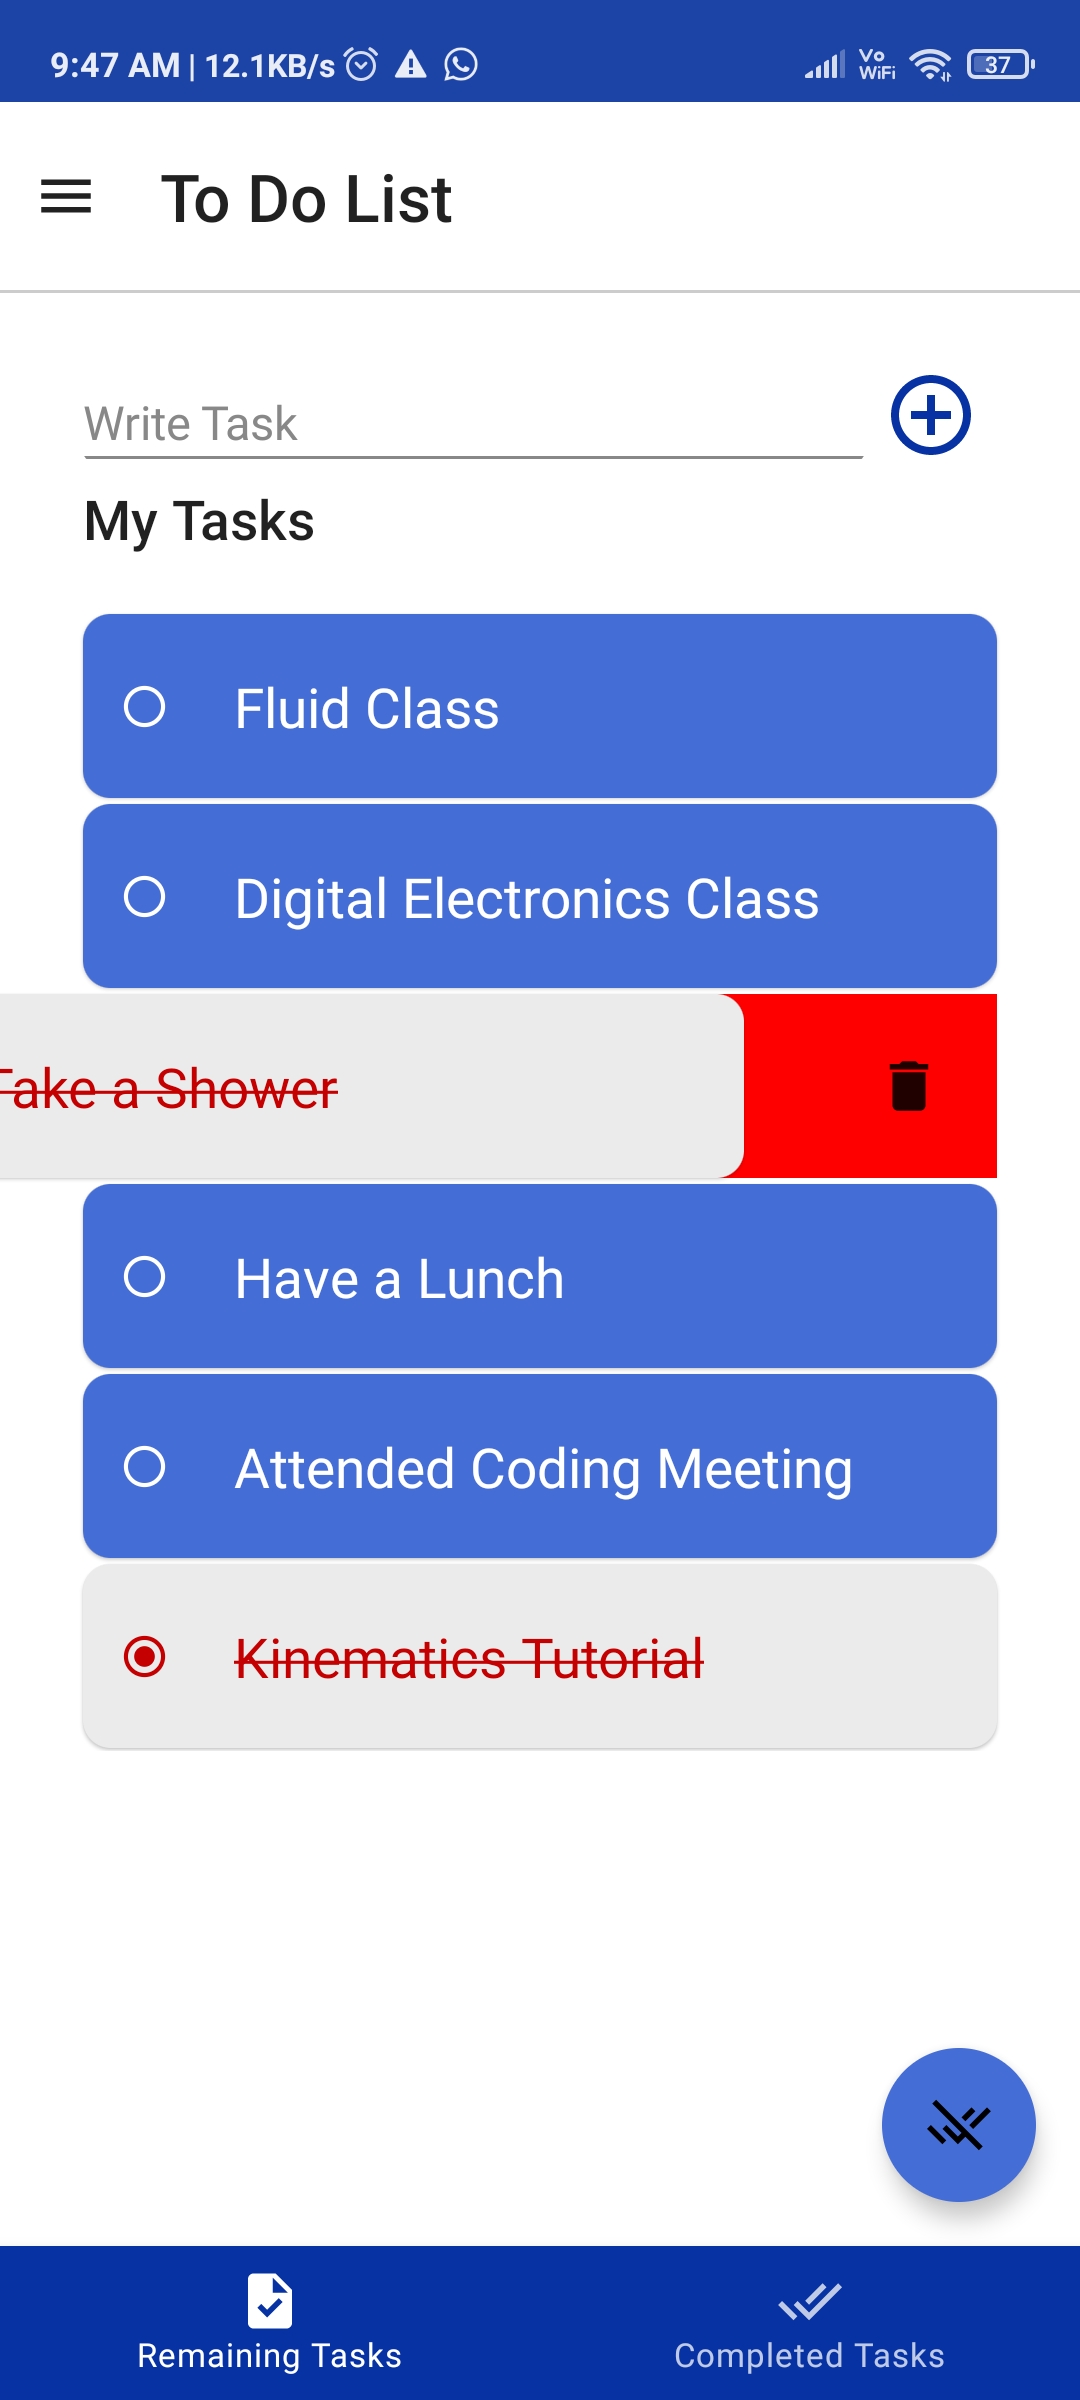 9:47 AM | 12.1KB/s
Vo
WiFi
37
To Do List
Write Task
My Tasks
Fluid Class
Digital Electronics Class
Take a Shower
Have a Lunch
Attended Coding Meeting
Kinematics Tutorial
Remaining Tasks
Completed Tasks